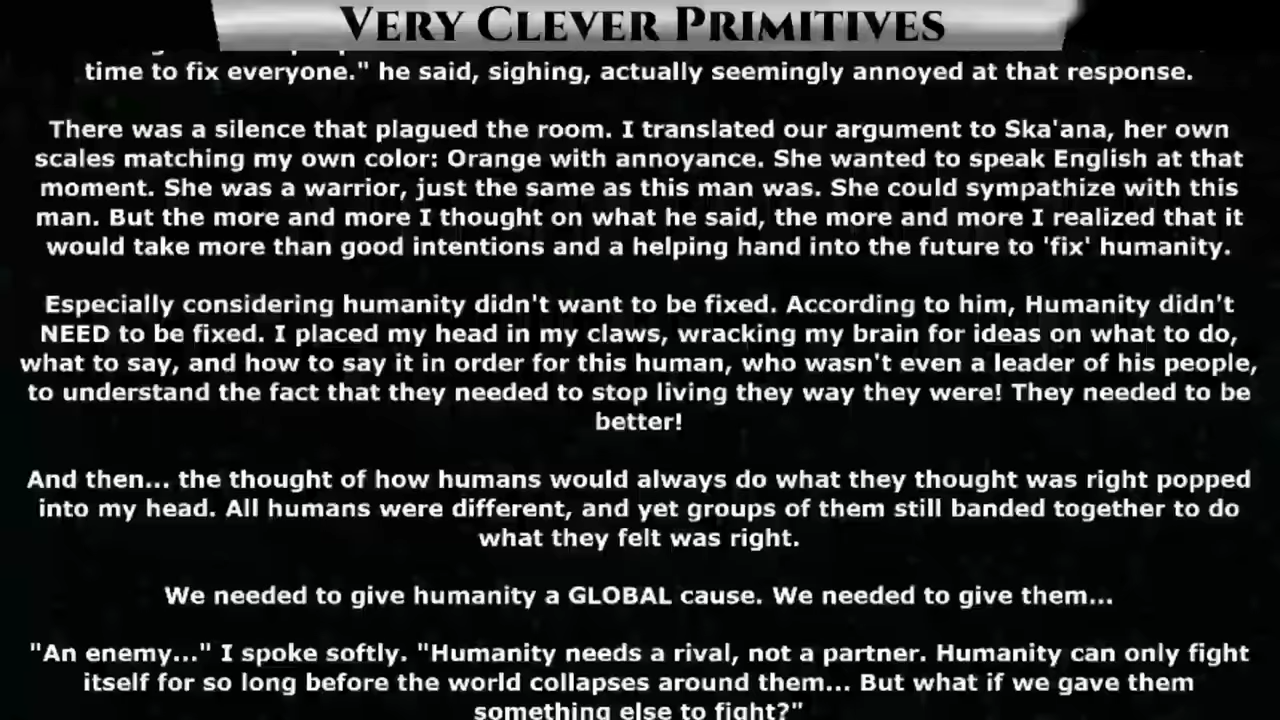 VERY CLEVER PRIMITIVES
time to fix everyone." he said, sighing, actually seemingly annoyed at that response.
There was a silence that plagued the room. I translated our argument to Ska'ana, her own
scales matching my own color: Orange with annoyance. She wanted to speak English at that
moment. She was a warrior, just the same as this man was. She could sympathize with this
man. But the more and more I thought on what he said, the more and more I realized that it
would take more than good intentions and a helping hand into the future to 'fix' humanity.
Especially considering humanity didn't want to be fixed. According to him, Humanity didn't
NEED to be fixed. I placed my head in my claws, wracking my brain for ideas on what to do,
what to say, and how to say it in order for this human, who wasn't even a leader of his people,
to understand the fact that they needed to stop living they way they were! They needed to be
better!
And then... the thought of how humans would always do what they thought was right popped
into my head. All humans were different, and yet groups of them still banded together to do
what they felt was right.
We needed to give humanity a GLOBAL cause. We needed to give them...
"An enemy..." I spoke softly. "Humanity needs a rival, not a partner. Humanity can only fight
itself for so long before the world collapses around them... But what if we gave them
something else to fight?"